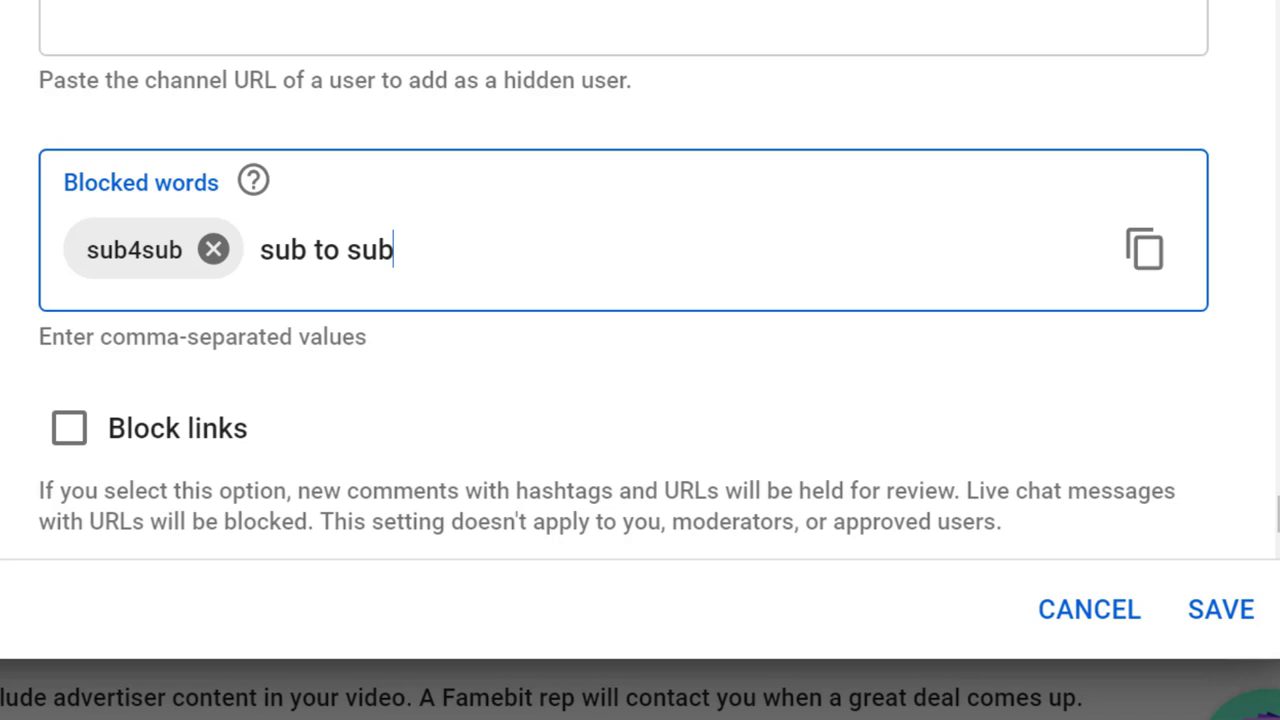 Paste the channel URL of a user to add as a hidden user.
Blocked words
sub4sub sub to sub
Enter comma-separated values
Block links
If you select this option, new comments with hashtags and URLs will be held for review. Live chat messages
with URLs will be blocked. This setting doesn't apply to you, moderators, or approved users.
CANCEL SAVE
lude advertiser content in your video. A Famebit rep will contact you when a great deal comes up.